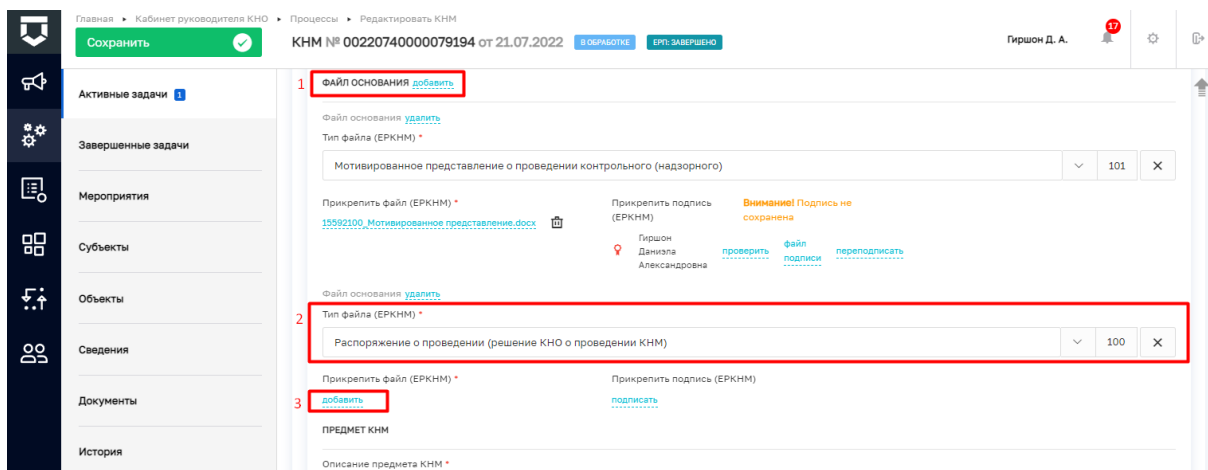 Главная ▸ Кабинет руководителя КНО ▸ Процессы ▸ Редактировать КНМ
Сохранить
КНМ № 00220740000079194 от 21.07.2022 В ОБРАБОТКЕ ЕРП: ЗАВЕРШЕНО
Гиршон Д. А.
17
Активные задачи 1
Завершенные задачи
Мероприятия
Субъекты
Объекты
Сведения
Документы
История
1 ФАЙЛ ОСНОВАНИЯ добавить
Файл основания удалить
Тип файла (ЕРКНМ) *
Мотивированное представление о проведении контрольного (надзорного) 101
Прикрепить файл (ЕРКНМ) *
15592100_Мотивированное представление.docx
Прикрепить подпись
(ЕРКНМ)
Внимание! Подпись не
сохранена
Гиршон
Даниэла
Александровна
проверить
файл
подписи
переподписать
Файл основания удалить
2 Тип файла (ЕРКНМ) *
Распоряжение о проведении (решение КНО о проведении КНМ) 100
Прикрепить файл (ЕРКНМ) * Прикрепить подпись (ЕРКНМ)
3 добавить подписать
ПРЕДМЕТ КНМ
Описание предмета КНМ *